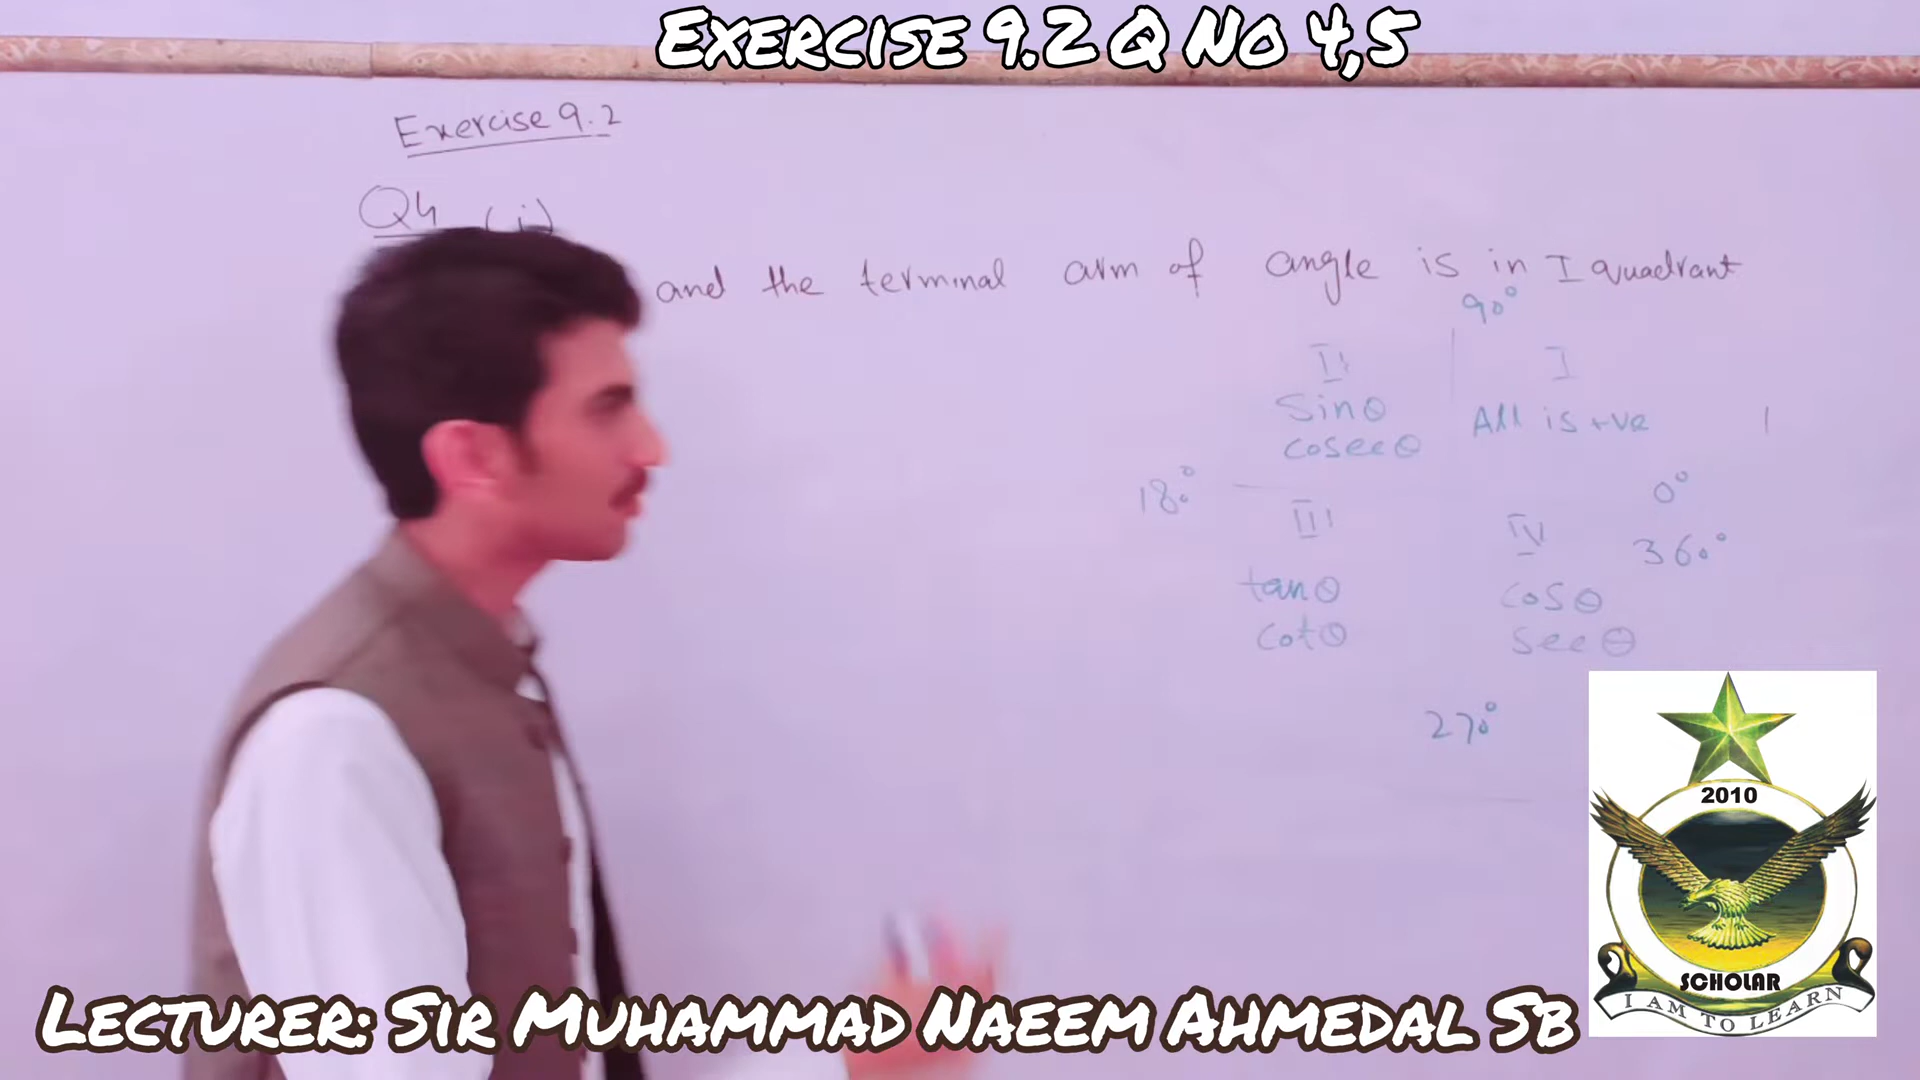 Exercise 9.2 Q No 4,5
Exercise 9.2
Q4 (i)
and the terminal arm of angle is in I quadrant
90°
II I
Sinθ All is +ve
cosecθ
180° 0°
III IV 360°
tanθ cosθ
cotθ secθ
270°
2010
SCHOLAR
I AM TO LEARN
Lecturer: Sir Muhammad Naeem Ahmedal Sb